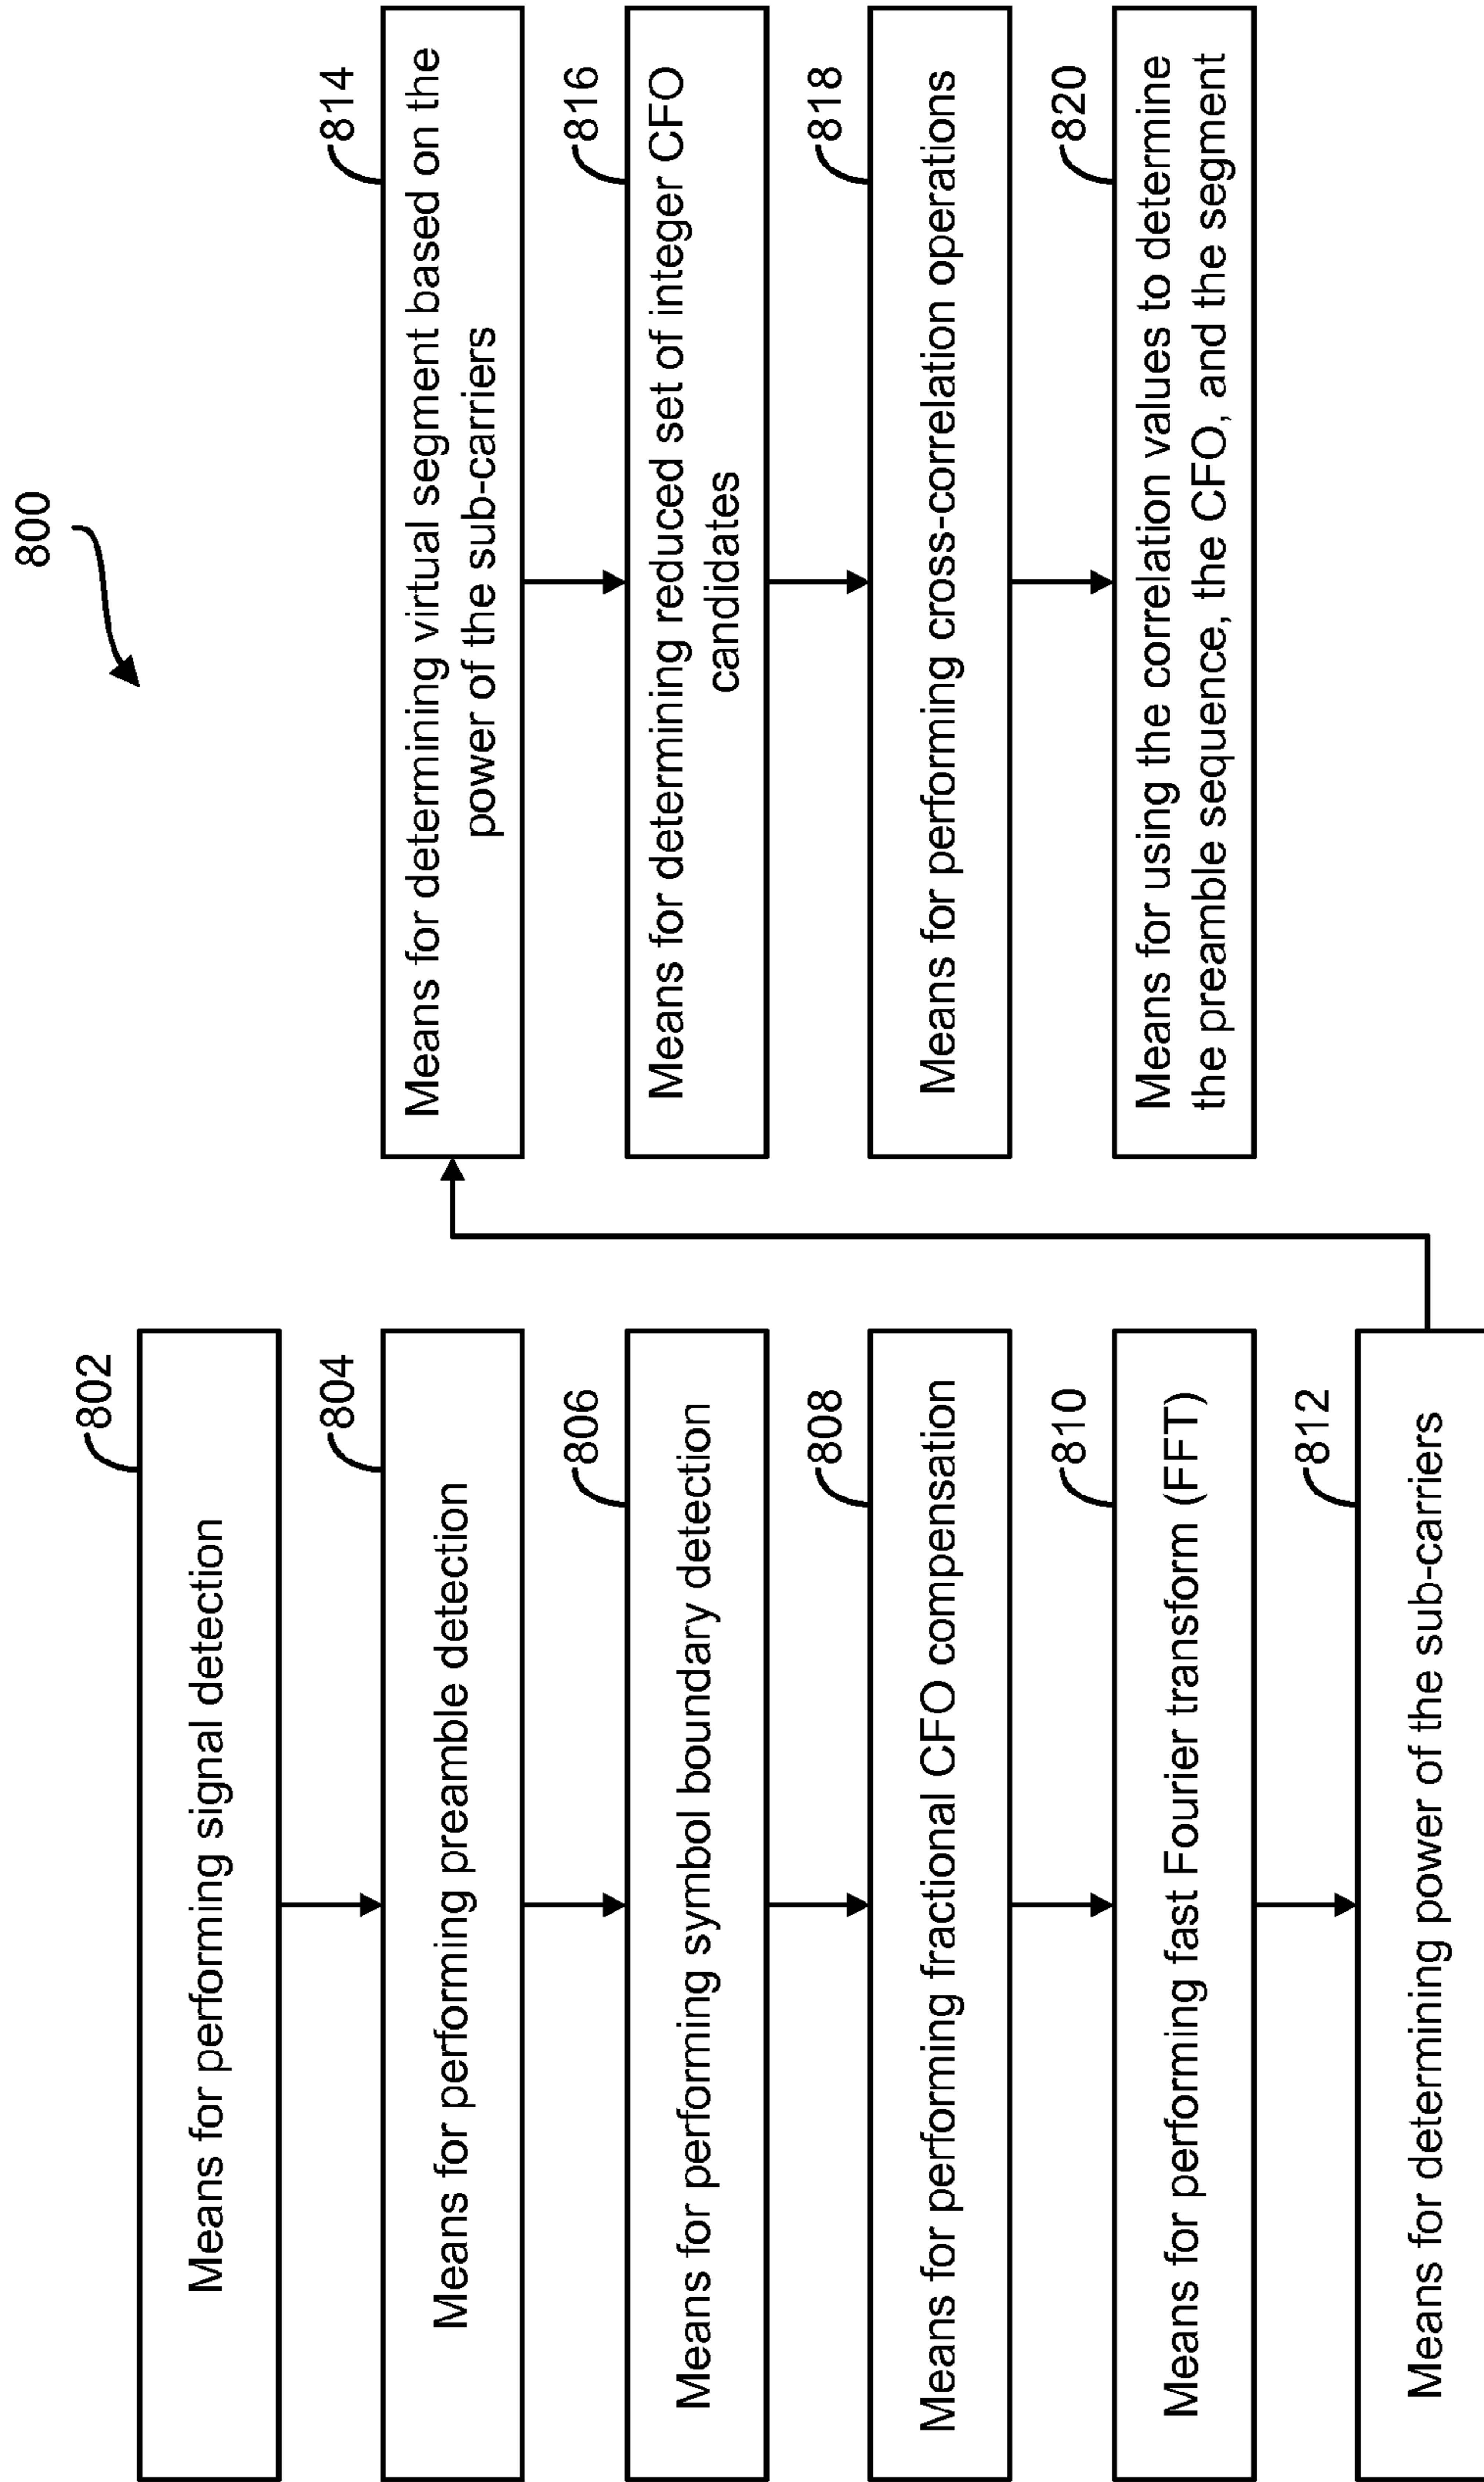 800
802
Means for performing signal detection
804
Means for performing preamble detection
806
Means for performing symbol boundary detection
808
Means for performing fractional CFO compensation
810
Means for performing fast Fourier transform (FFT)
812
Means for determining power of the sub-carriers
814
Means for determining virtual segment based on the
power of the sub-carriers
816
Means for determining reduced set of integer CFO
candidates
818
Means for performing cross-correlation operations
820
Means for using the correlation values to determine
the preamble sequence, the CFO, and the segment